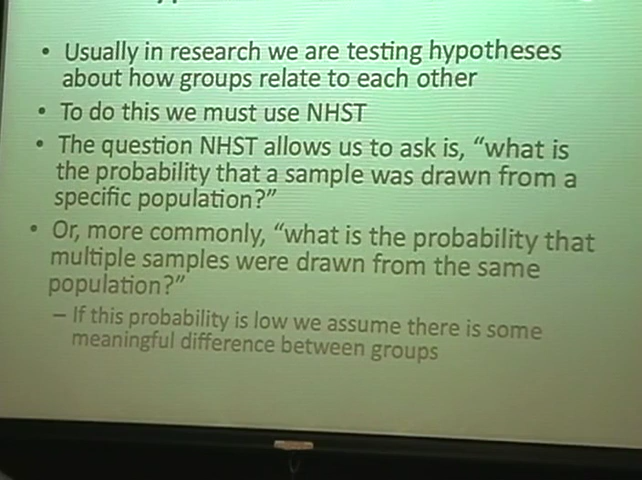 • Usually in research we are testing hypotheses
about how groups relate to each other
• To do this we must use NHST
• The question NHST allows us to ask is, “what is
the probability that a sample was drawn from a
specific population?”
• Or, more commonly, “what is the probability that
multiple samples were drawn from the same
population?”
– If this probability is low we assume there is some
meaningful difference between groups